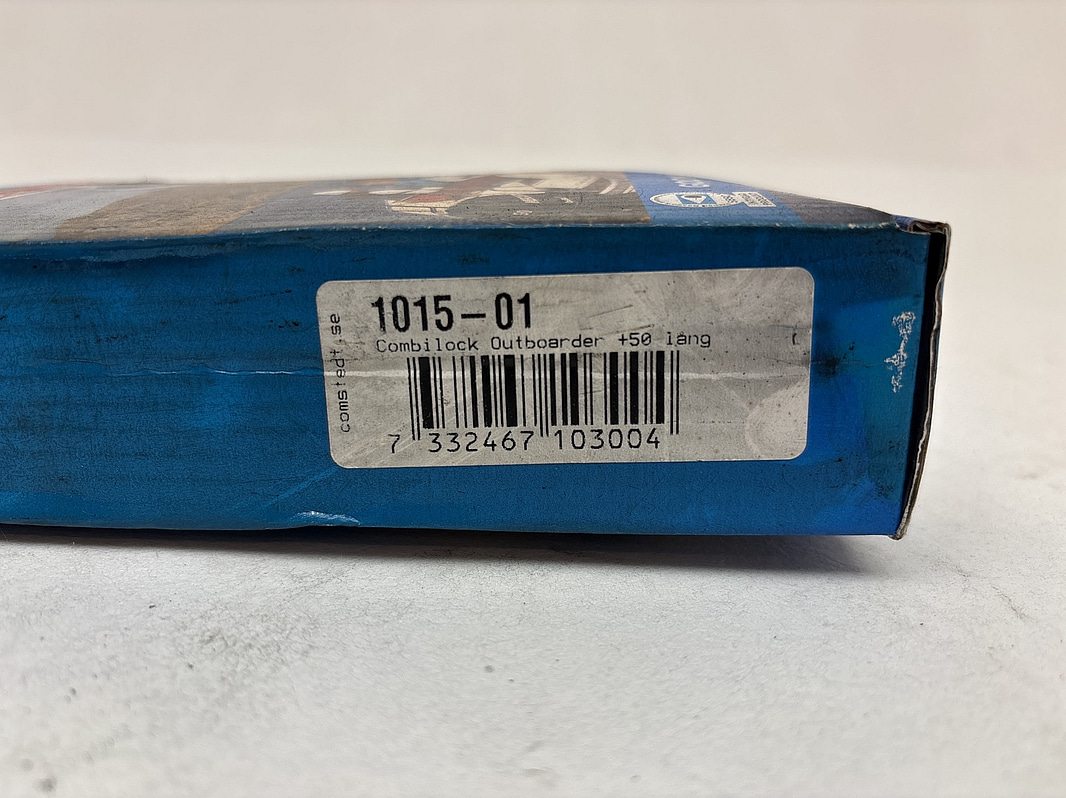 1015-01
Combilock Outboarder +50 lång
7 332467 103004
comstedt.se